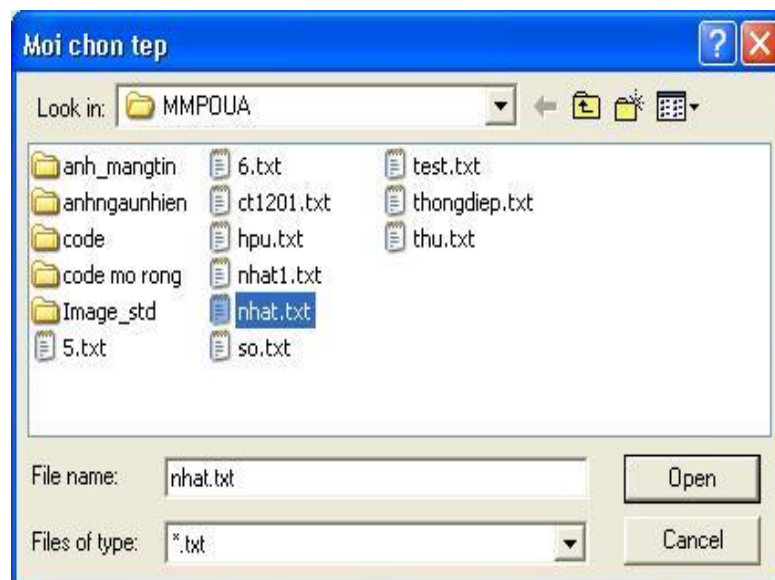 Moi chon tep
Look in: MMPOUA
anh_mangtin 6.txt test.txt
anhngaunhien ct1201.txt thongdiep.txt
code hpu.txt thu.txt
code mo rong nhat1.txt
Image_std nhat.txt
5.txt so.txt
File name: nhat.txt Open
Files of type: *.txt Cancel